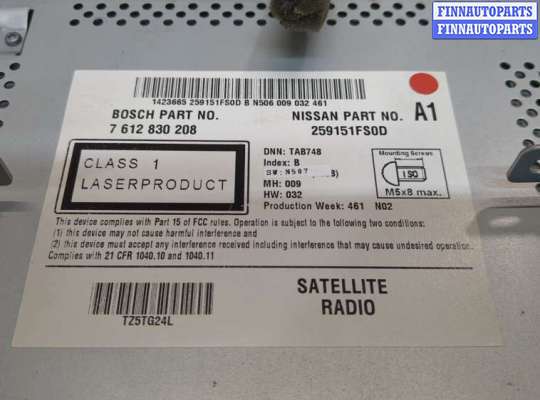 FINNAUTOPARTS
FINNAUTOPARTS
1423665 259151FS0D B N506 009 032 461
BOSCH PART NO.
7 612 830 208
NISSAN PART NO.
259151FS0D
A1
CLASS 1
LASERPRODUCT
DNN: TAB748
Index: B
SW: N507
MH: 009
HW: 032
Production Week: 461 NG2
Mounting Screws
ISO
M5x8 max.
This device complies with Part 15 of FCC rules. Operation is subject to the following two conditions:
(1) this device may not cause harmful interference and
(2) this device must accept any interference received including interference that may cause undesired operation.
Complies with 21 CFR 1040.10 and 1040.11
TZ5TG24L
SATELLITE
RADIO